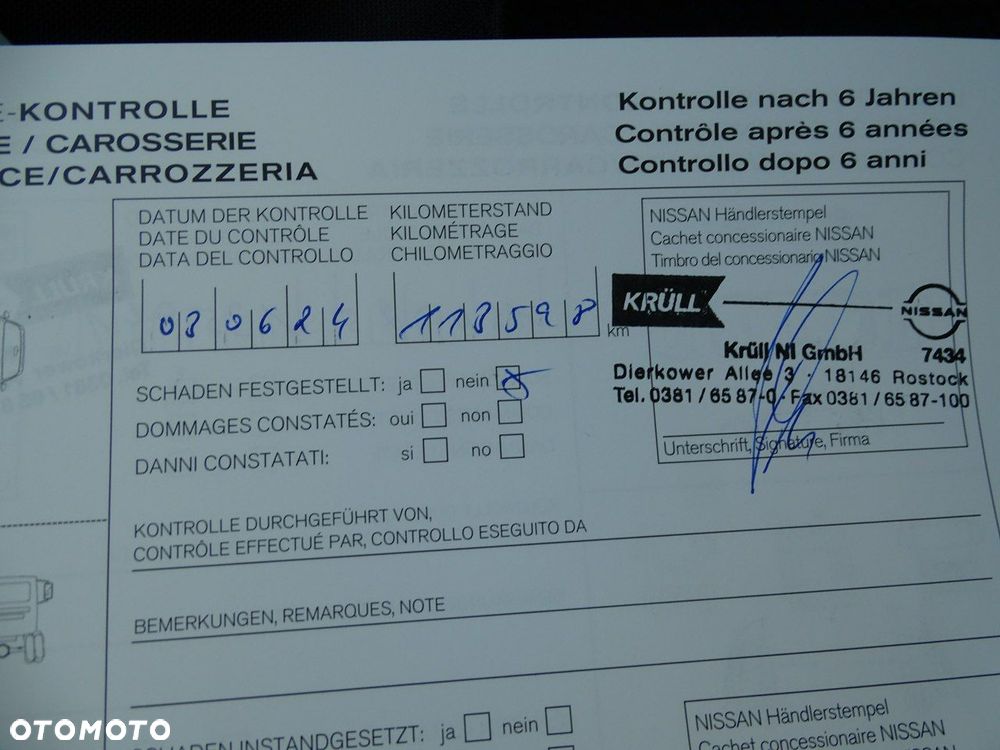 E-KONTROLLE
E / CAROSSERIE
CE/CARROZZERIA
Kontrolle nach 6 Jahren
Contrôle après 6 années
Controllo dopo 6 anni
DATUM DER KONTROLLE
DATE DU CONTRÔLE
DATA DEL CONTROLLO
030624
KILOMETERSTAND
KILOMÉTRAGE
CHILOMETRAGGIO
113598 km
NISSAN Händlerstempel
Cachet concessionaire NISSAN
Timbro del concessionario NISSAN
KRÜLL NISSAN
Krüll NI GmbH 7434
Dierkower Allee 3 · 18146 Rostock
Tel. 0381 / 65 87-0 · Fax 0381 / 65 87-100
Unterschrift, Signature, Firma
SCHADEN FESTGESTELLT: ja nein
DOMMAGES CONSTATÉS: oui non
DANNI CONSTATATI: si no
KONTROLLE DURCHGEFÜHRT VON,
CONTRÔLE EFFECTUÉ PAR, CONTROLLO ESEGUITO DA
BEMERKUNGEN, REMARQUES, NOTE
SCHADEN INSTANDGESETZT: ja nein
NISSAN Händlerstempel
Cachet concessionaire NISSAN
OTOMOTO